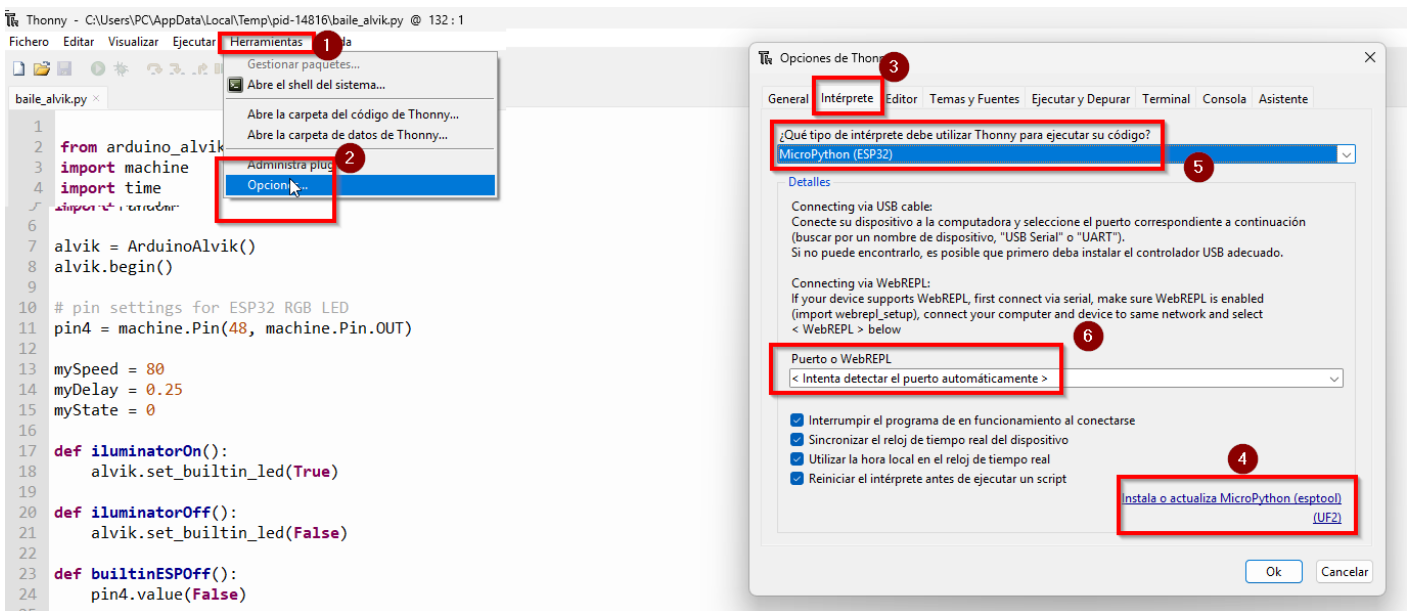 Thonny - C:\Users\PC\AppData\Local\Temp\pid-14816\baile_alvik.py @ 132 : 1
Fichero Editar Visualizar Ejecutar Herramientas
1
Gestionar paquetes...
Abre el shell del sistema...
Abre la carpeta del código de Thonny...
Abre la carpeta de datos de Thonny...
Administra
2
baile_alvik.py ×
1
2 from arduino_alvik
3 import machine
4 import time
import
6
7 alvik = ArduinoAlvik()
8 alvik.begin()
9
10 # pin settings for ESP32 RGB LED
11 pin4 = machine.Pin(48, machine.Pin.OUT)
12
13 mySpeed = 80
14 myDelay = 0.25
15 myState = 0
16
17 def iluminatorOn():
18 alvik.set_builtin_led(True)
19
20 def iluminatorOff():
21 alvik.set_builtin_led(False)
22
23 def builtinESPOff():
24 pin4.value(False)
Opciones de
3
General Intérprete Editor Temas y Fuentes Ejecutar y Depurar Terminal Consola Asistente
¿Qué tipo de intérprete debe utilizar Thonny para ejecutar su código?
MicroPython (ESP32)
5
Detalles
Connecting via USB cable:
Conecte su dispositivo a la computadora y seleccione el puerto correspondiente a continuación
(buscar por un nombre de dispositivo, "USB Serial" o "UART").
Si no puede encontrarlo, es posible que primero deba instalar el controlador USB adecuado.
Connecting via WebREPL:
If your device supports WebREPL, first connect via serial, make sure WebREPL is enabled
(import webrepl_setup), connect your computer and device to same network and select
< WebREPL > below
6
Puerto o WebREPL
< Intenta detectar el puerto automáticamente >
Interrumpir el programa de en funcionamiento al conectarse
Sincronizar el reloj de tiempo real del dispositivo
Utilizar la hora local en el reloj de tiempo real
Reiniciar el intérprete antes de ejecutar un script
4
Instala o actualiza MicroPython (esptool)
(UF2)
Ok Cancelar